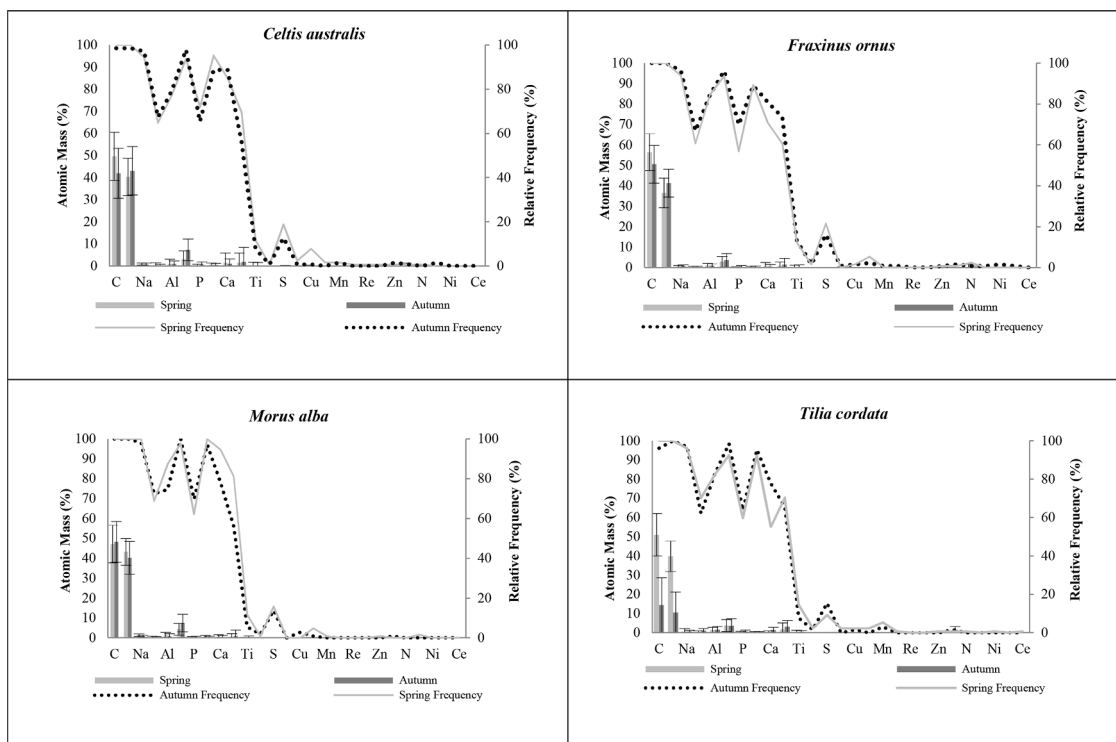 Celtis australis
100
90
80
70
60
50
40
30
20
10
0
Atomic Mass (%)
100
80
60
40
20
0
Relative Frequency (%)
C Na Al P Ca Ti S Cu Mn Re Zn N Ni Ce
Spring Autumn
Spring Frequency Autumn Frequency
Fraxinus ornus
100
90
80
70
60
50
40
30
20
10
0
Atomic Mass (%)
100
80
60
40
20
0
Relative Frequency (%)
C Na Al P Ca Ti S Cu Mn Re Zn N Ni Ce
Spring Autumn
Autumn Frequency Spring Frequency
Morus alba
100
90
80
70
60
50
40
30
20
10
0
Atomic Mass (%)
100
80
60
40
20
0
Relative Frequency (%)
C Na Al P Ca Ti S Cu Mn Re Zn N Ni Ce
Spring Autumn
Autumn Frequency Spring Frequency
Tilia cordata
100
90
80
70
60
50
40
30
20
10
0
Atomic Mass (%)
100
80
60
40
20
0
Relative Frequency (%)
C Na Al P Ca Ti S Cu Mn Re Zn N Ni Ce
Spring Autumn
Autumn Frequency Spring Frequency